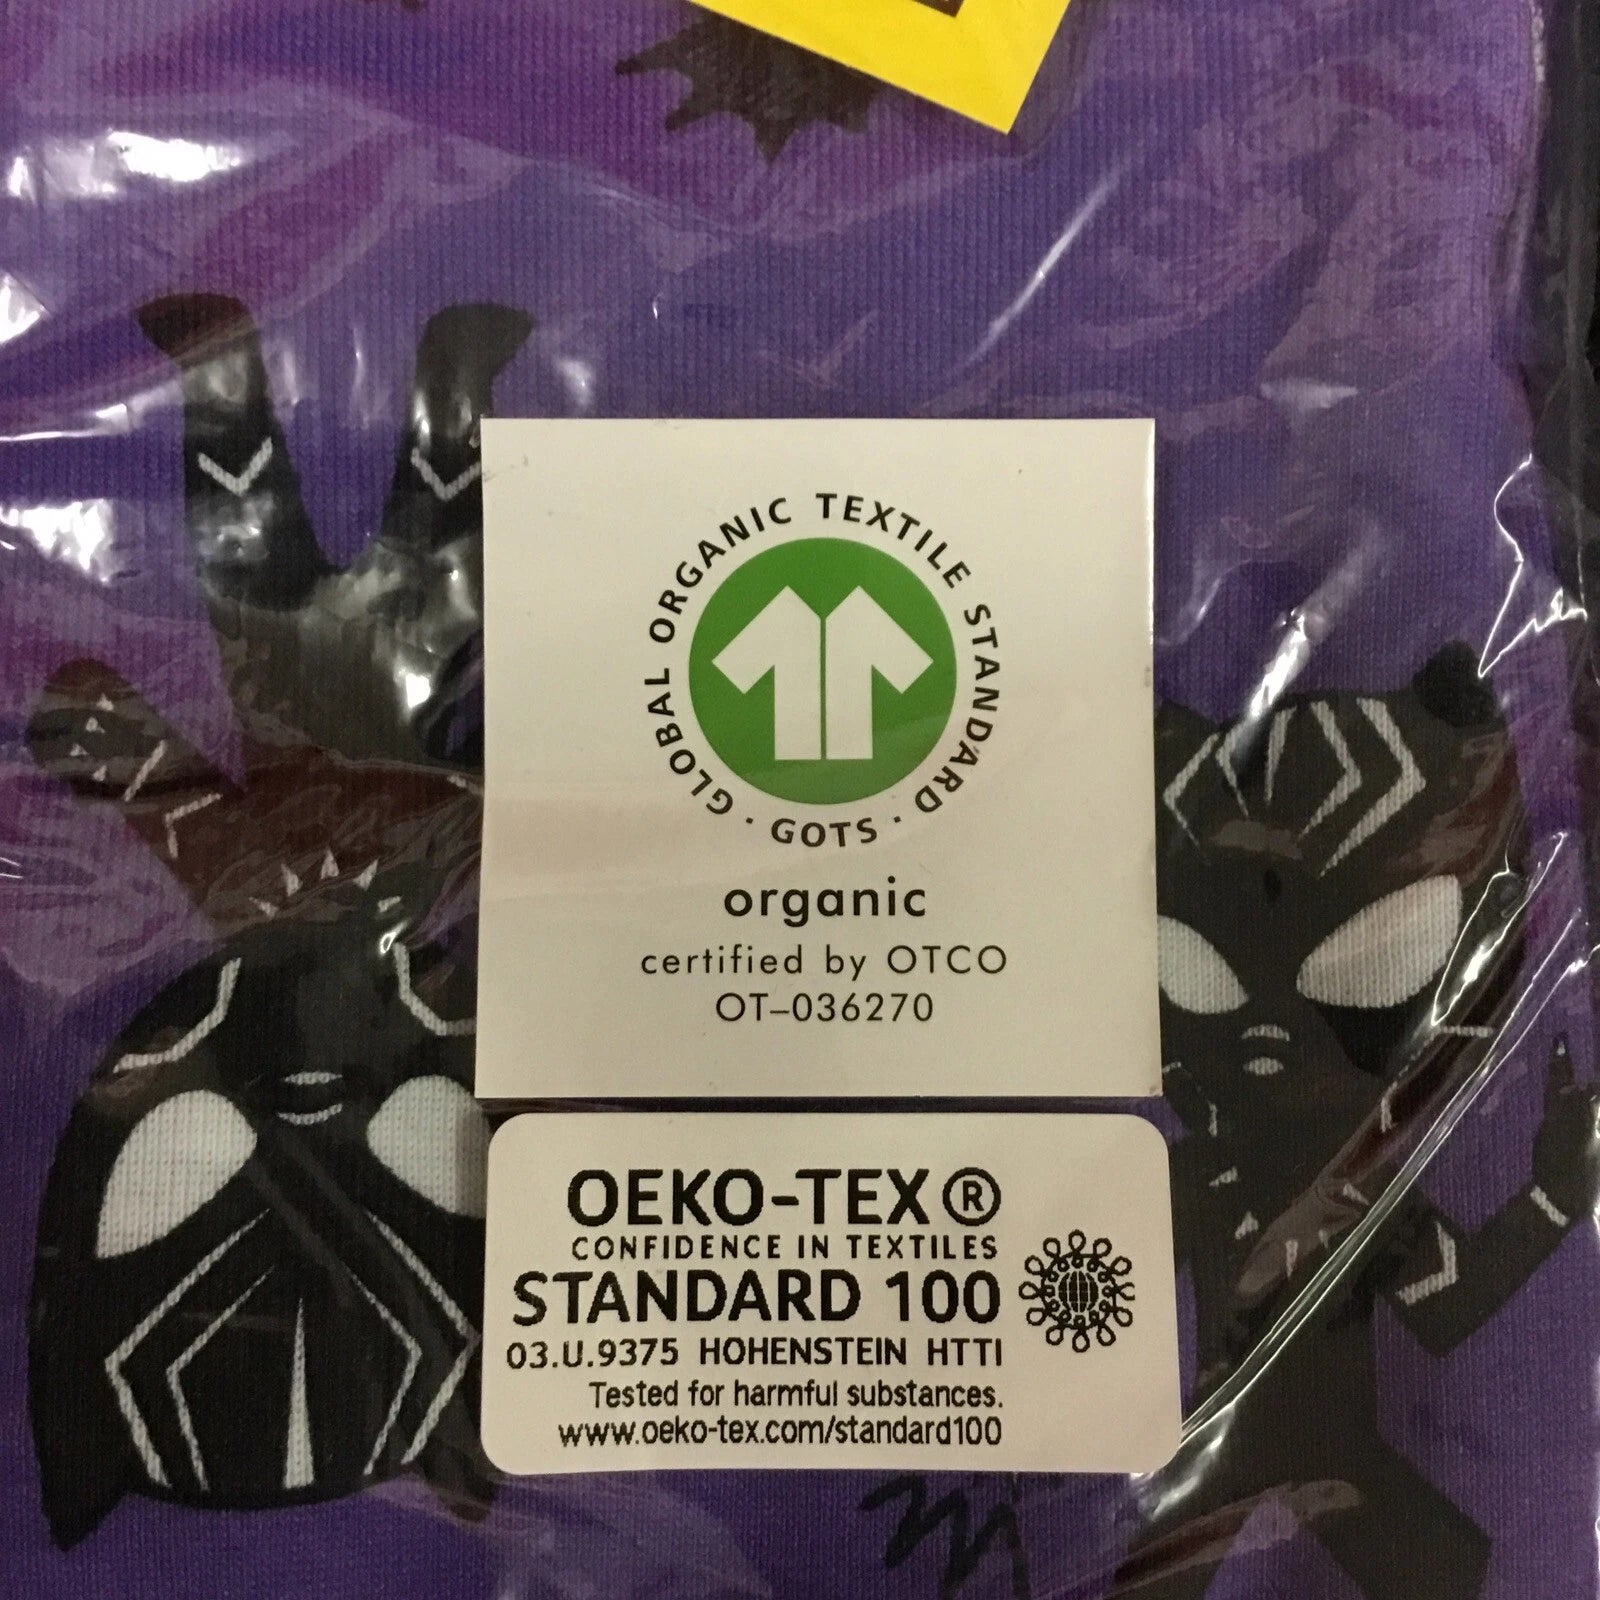 GLOBAL ORGANIC TEXTILE STANDARD · GOTS ·
organic
certified by OTCO
OT–036270
OEKO-TEX®
CONFIDENCE IN TEXTILES
STANDARD 100
03.U.9375 HOHENSTEIN HTTI
Tested for harmful substances.
www.oeko-tex.com/standard100